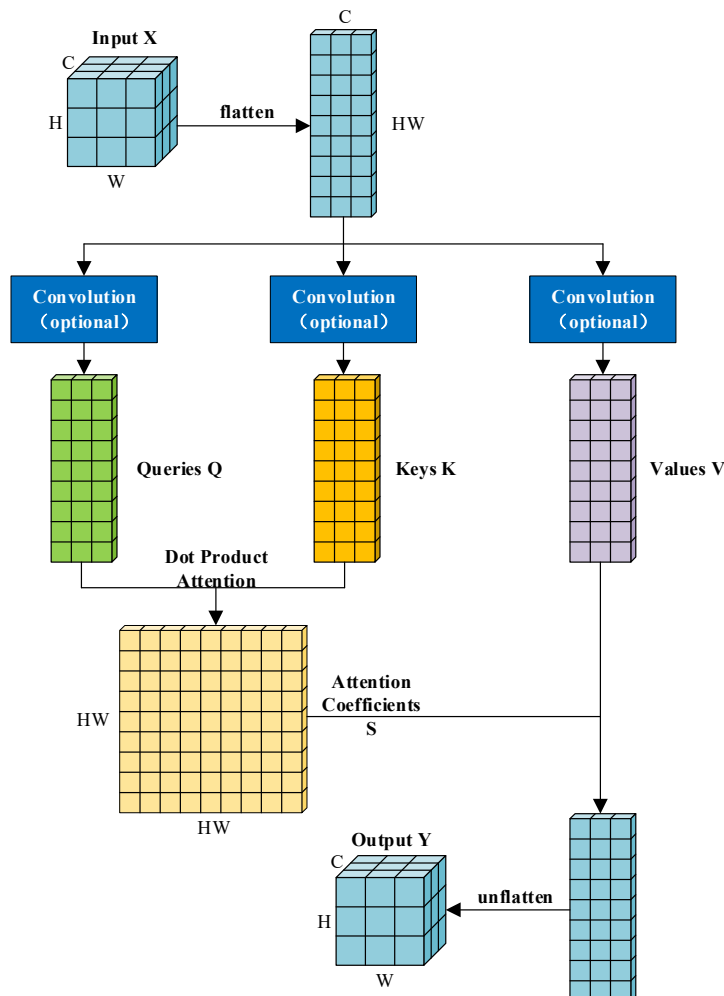 C
Input X
C
H
flatten
HW
W
Convolution
（optional）
Convolution
（optional）
Convolution
（optional）
Queries Q
Keys K
Values V
Dot Product
Attention
HW
Attention
Coefficients
S
HW
Output Y
C
H
unflatten
W